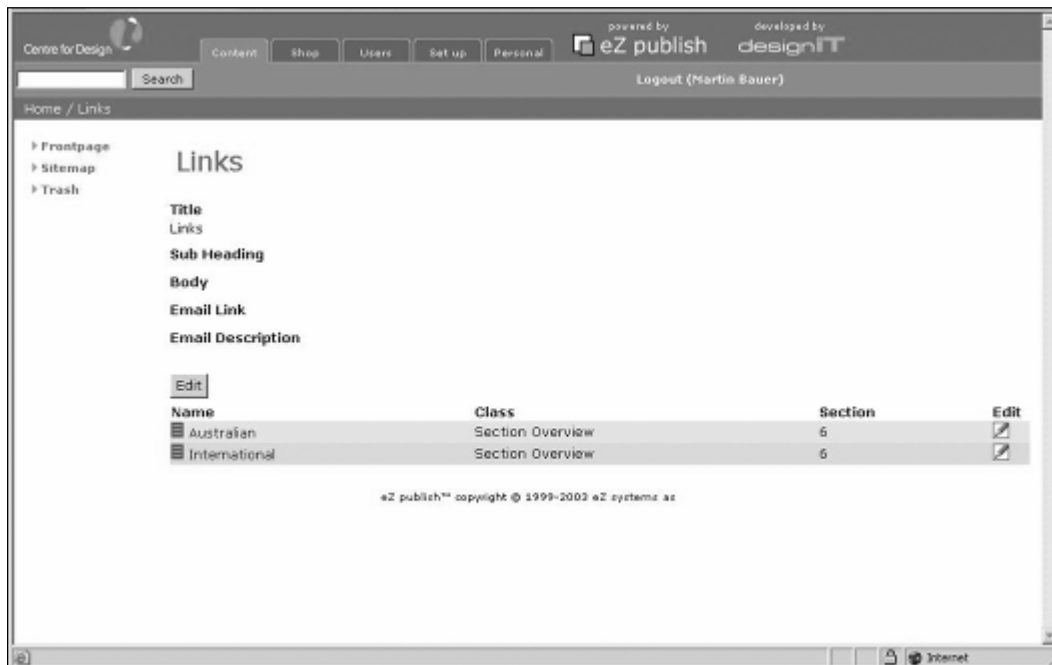 powered by developed by
Centre for Design Content Shop Users Set up Personal eZ publish designIT
Search Logout (Martin Bauer)
Home / Links
Frontpage
Sitemap
Trash
Links
Title
Links
Sub Heading
Body
Email Link
Email Description
Edit
Name Class Section Edit
Australian Section Overview 6
International Section Overview 6
eZ publish™ copyright © 1999-2003 eZ systems as
Internet